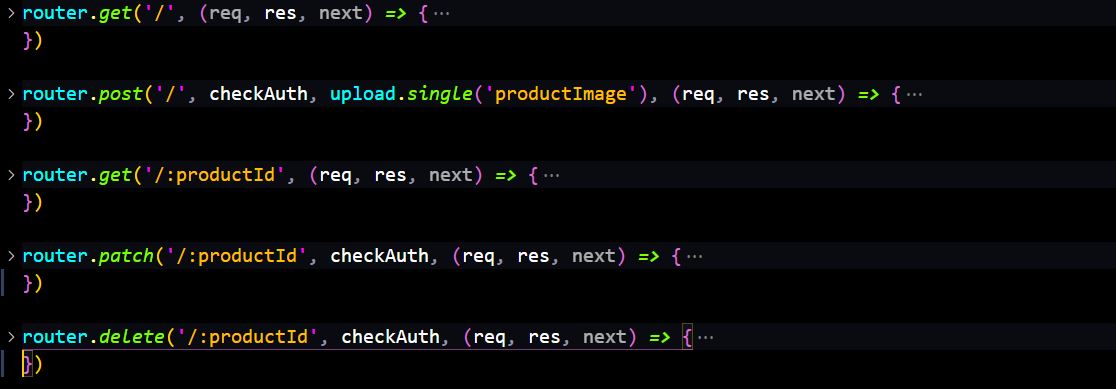 router.get('/', (req, res, next) => {···
})
router.post('/', checkAuth, upload.single('productImage'), (req, res, next) => {···
})
router.get('/:productId', (req, res, next) => {···
})
router.patch('/:productId', checkAuth, (req, res, next) => {···
})
router.delete('/:productId', checkAuth, (req, res, next) => {···
})